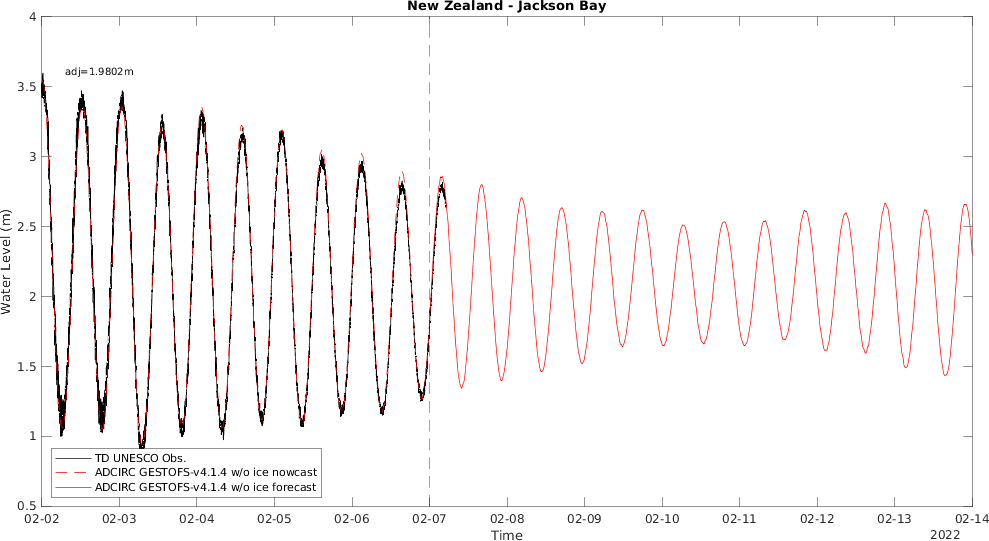 New Zealand - Jackson Bay
4
adj=1.9802m
3.5
3
2.5
2
1.5
1
0.5
Water Level (m)
TD UNESCO Obs.
ADCIRC GESTOFS-v4.1.4 w/o ice nowcast
ADCIRC GESTOFS-v4.1.4 w/o ice forecast
02-02 02-03 02-04 02-05 02-06 02-07 02-08 02-09 02-10 02-11 02-12 02-13 02-14
Time
2022